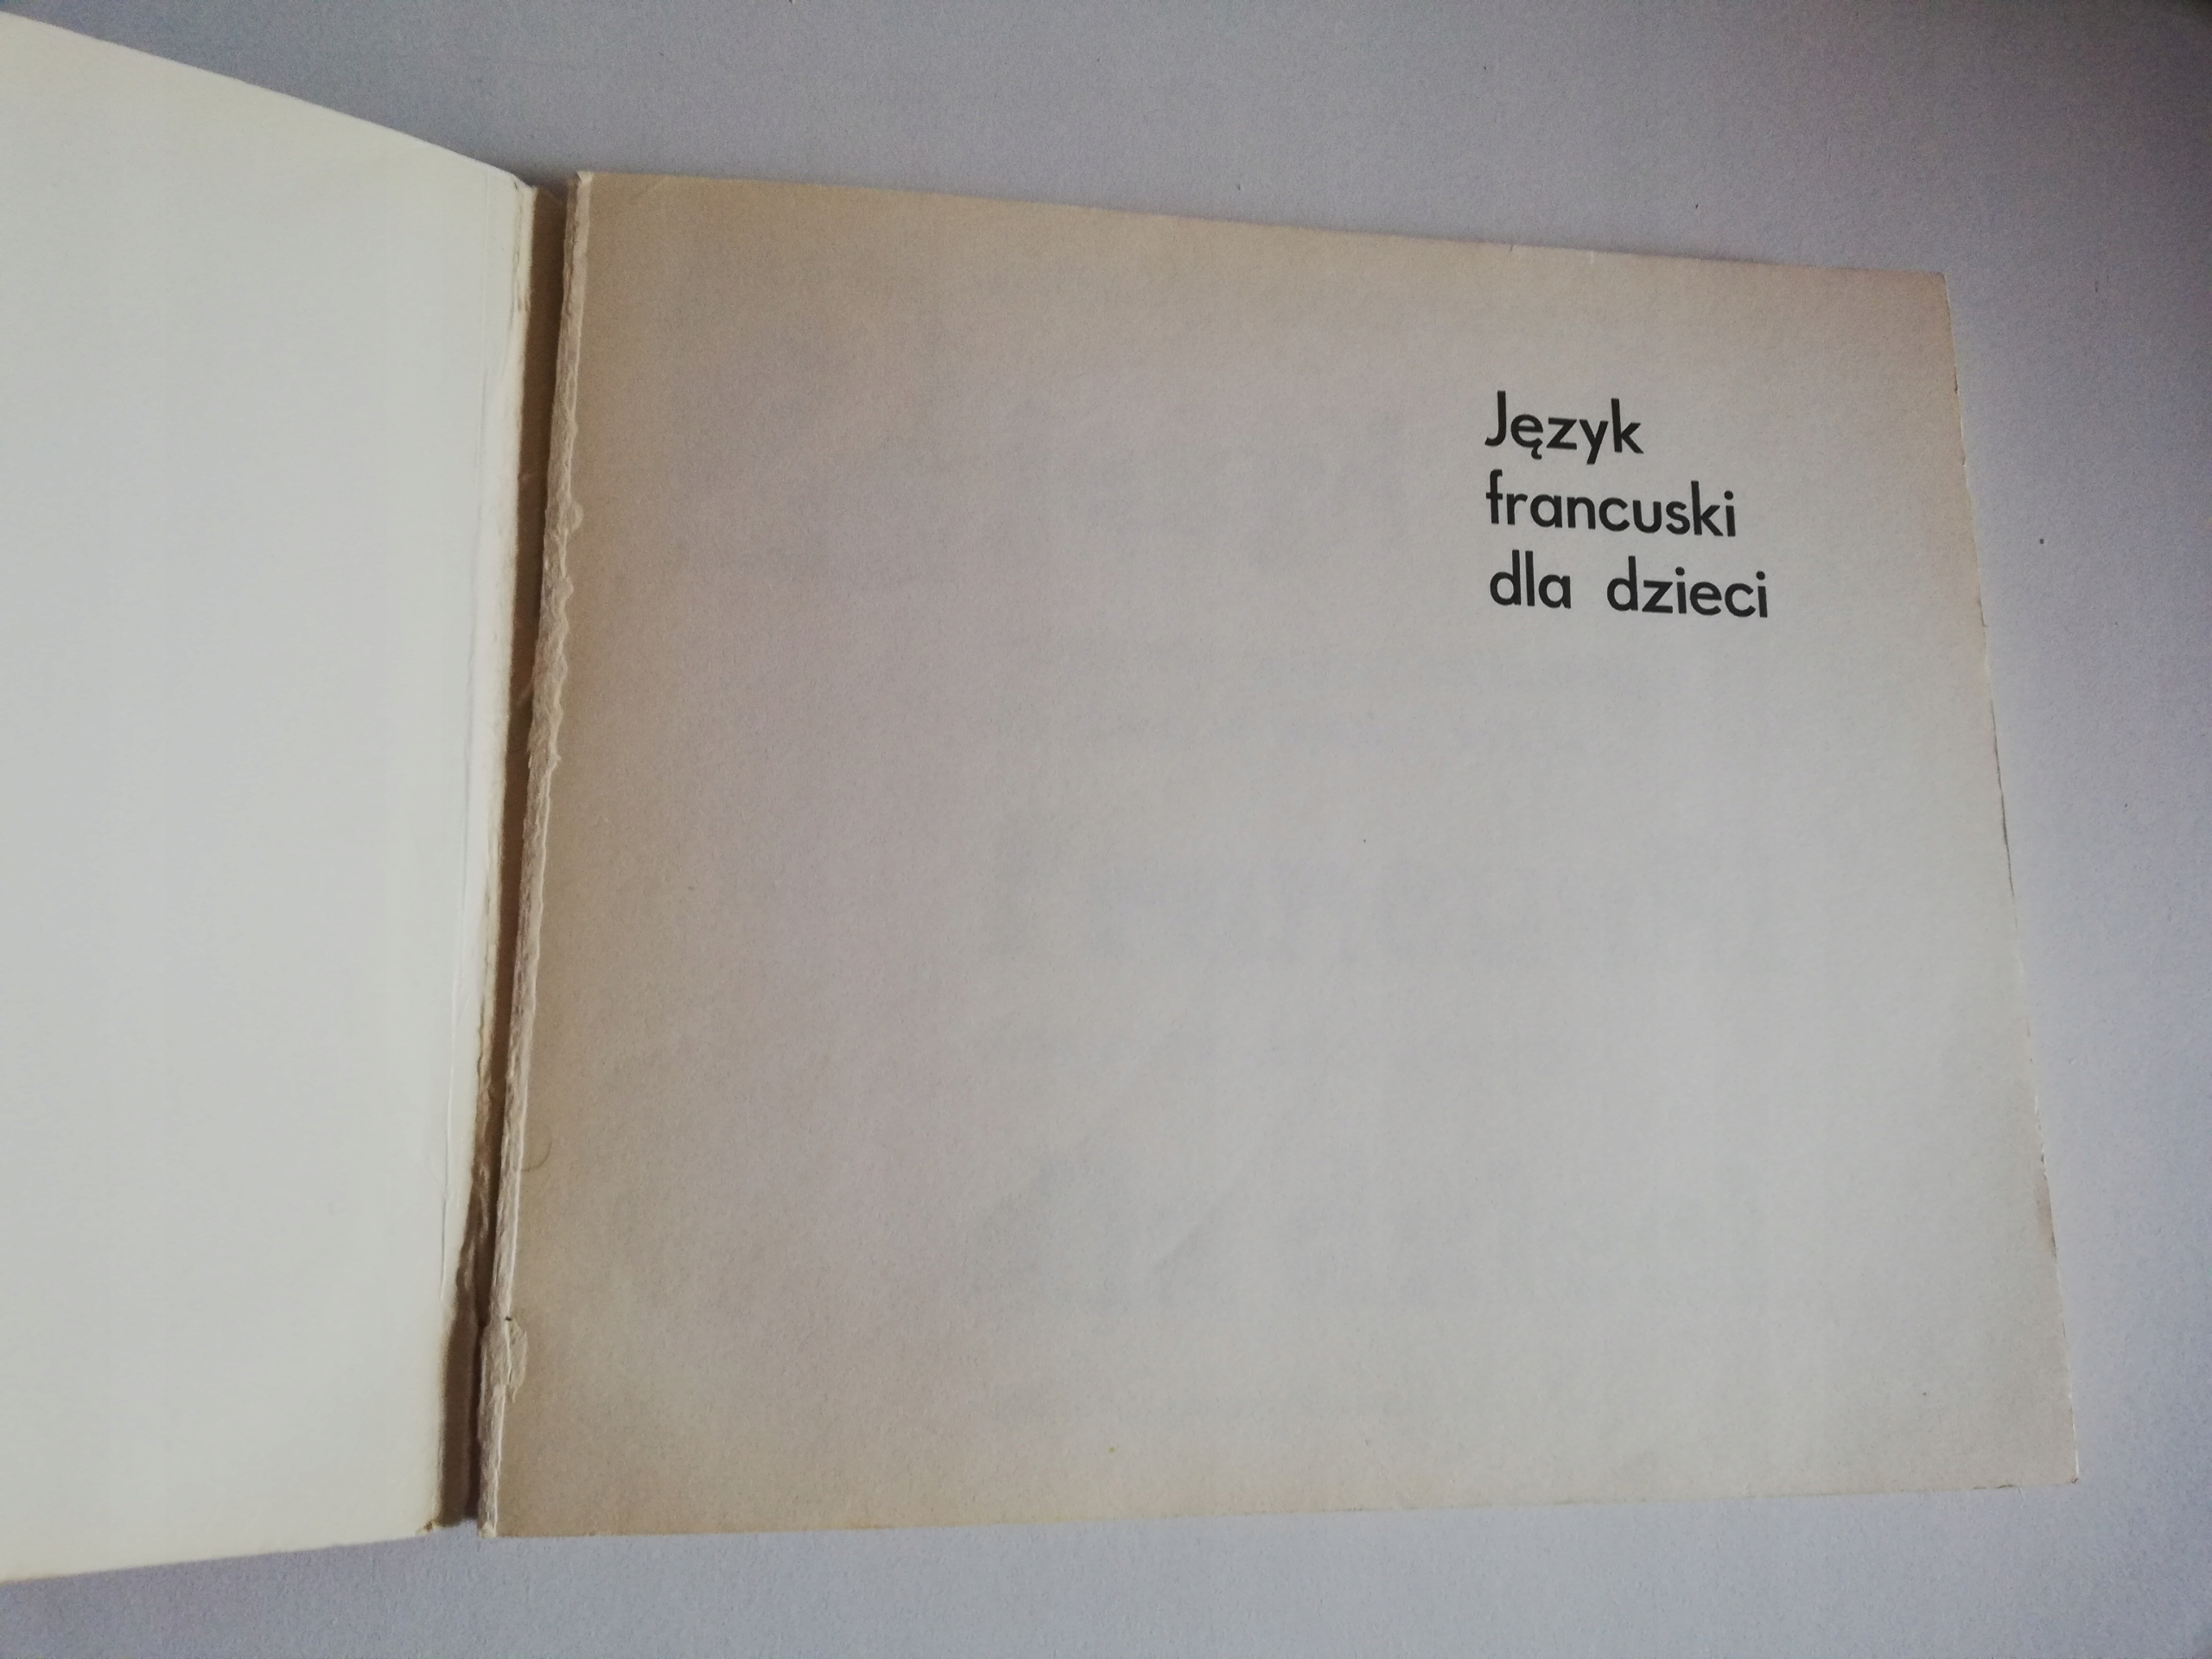 Język
francuski
dla dzieci